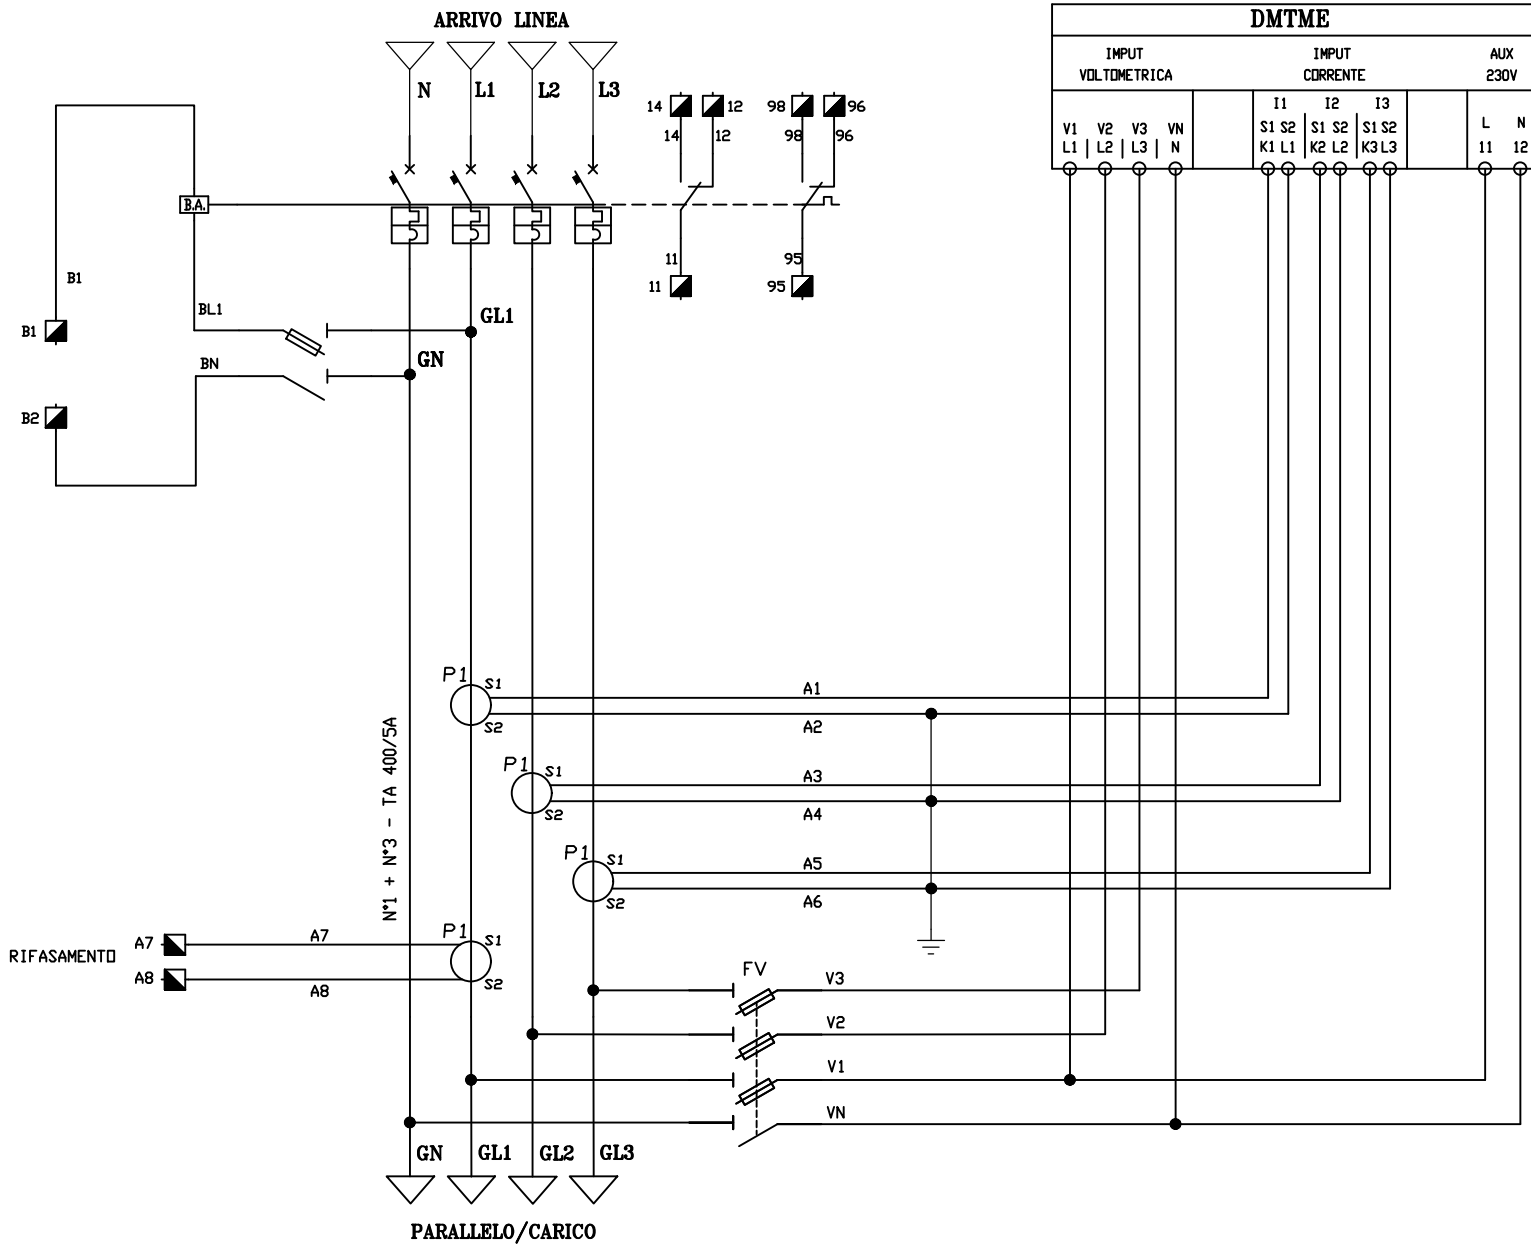 ARRIVO LINEA
N L1 L2 L3
DMTME
IMPUT VOLTOMETRICA
IMPUT CORRENTE
AUX 230V
I1 I2 I3
V1 V2 V3 VN S1 S2 S1 S2 S1 S2 L N
L1 L2 L3 N K1 L1 K2 L2 K3 L3 11 12
14 12 98 96
14 12 98 96
B.A.
11 95
11 95
B1
BL1
B1
GL1
GN
BN
B2
P1 S1 A1
S2 A2
P1 S1 A3
S2 A4
P1 S1 A5
S2 A6
N°1 + N°3 - TA 400/5A
RIFASAMENTO
A7 A7 P1 S1
A8 A8 S2
FV
V3
V2
V1
VN
GN GL1 GL2 GL3
PARALLELO/CARICO